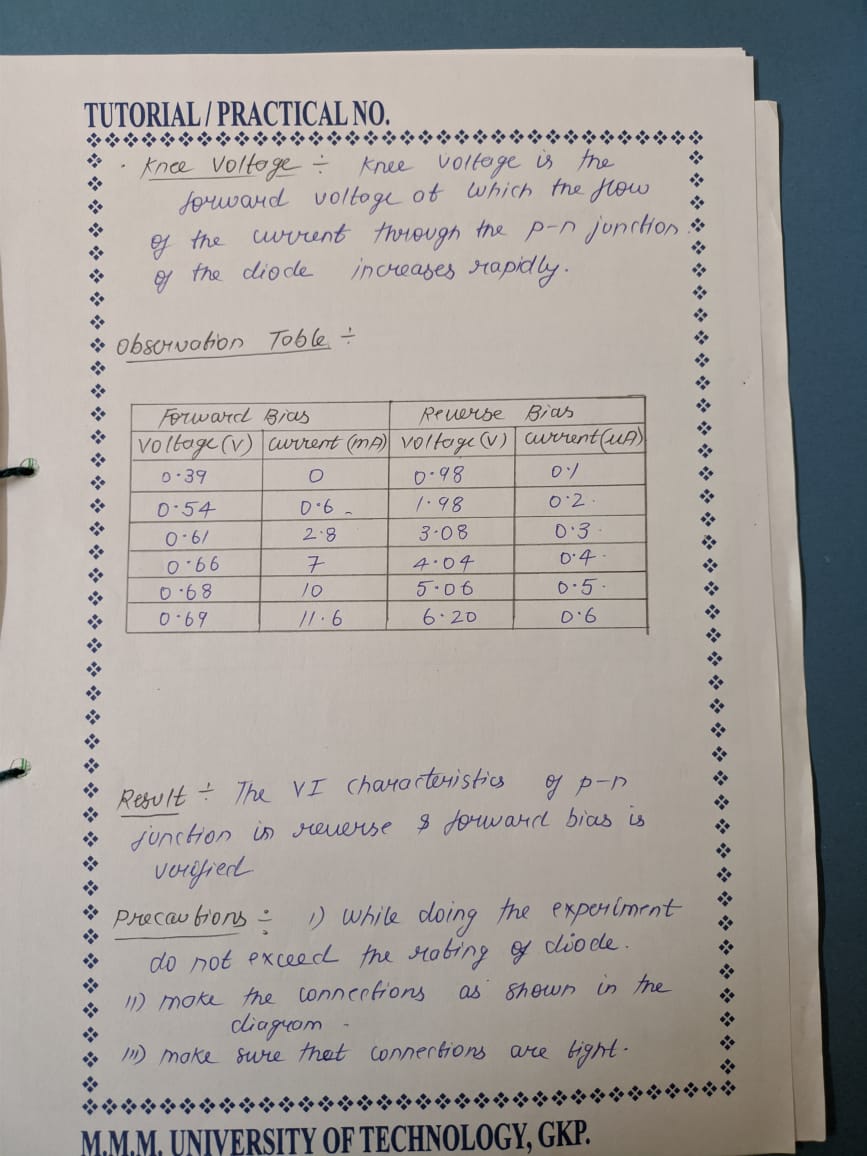 TUTORIAL / PRACTICAL NO.
· Knee Voltage ÷ Knee voltage is the
forward voltage at which the flow
of the current through the p-n junction
of the diode increases rapidly.
Observation Table ÷
Forward Bias Reverse Bias
Voltage (V) Current (mA) Voltage (V) Current (uA)
0.39 0 0.98 0.1
0.54 0.6 1.98 0.2
0.61 2.8 3.08 0.3
0.66 7 4.04 0.4
0.68 10 5.06 0.5
0.69 11.6 6.20 0.6
Result ÷ The VI characteristics of p-n
junction in reverse & forward bias is
verified.
Precautions ÷ i) While doing the experiment
do not exceed the rating of diode.
ii) make the connections as shown in the
diagram.
iii) make sure that connections are tight.
M.M.M. UNIVERSITY OF TECHNOLOGY, GKP.